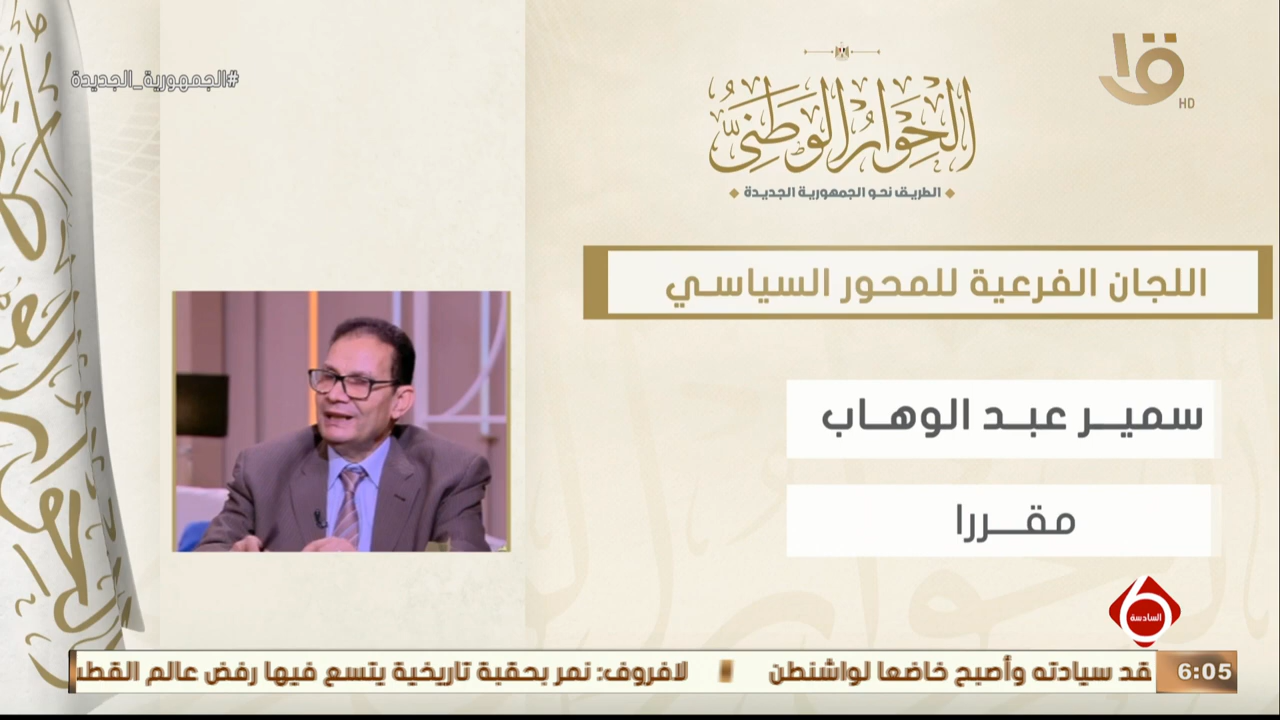 #الجمهورية_الجديدة
HD
الحوار الوطني
الطريق نحو الجمهورية الجديدة
اللجان الفرعية للمحور السياسي
سمير عبد الوهاب
مقررا
السادسة
6:05
قد سيادته وأصبح خاضعا لواشنطن
لافروف: نمر بحقبة تاريخية يتسع فيها رفض عالم القطب